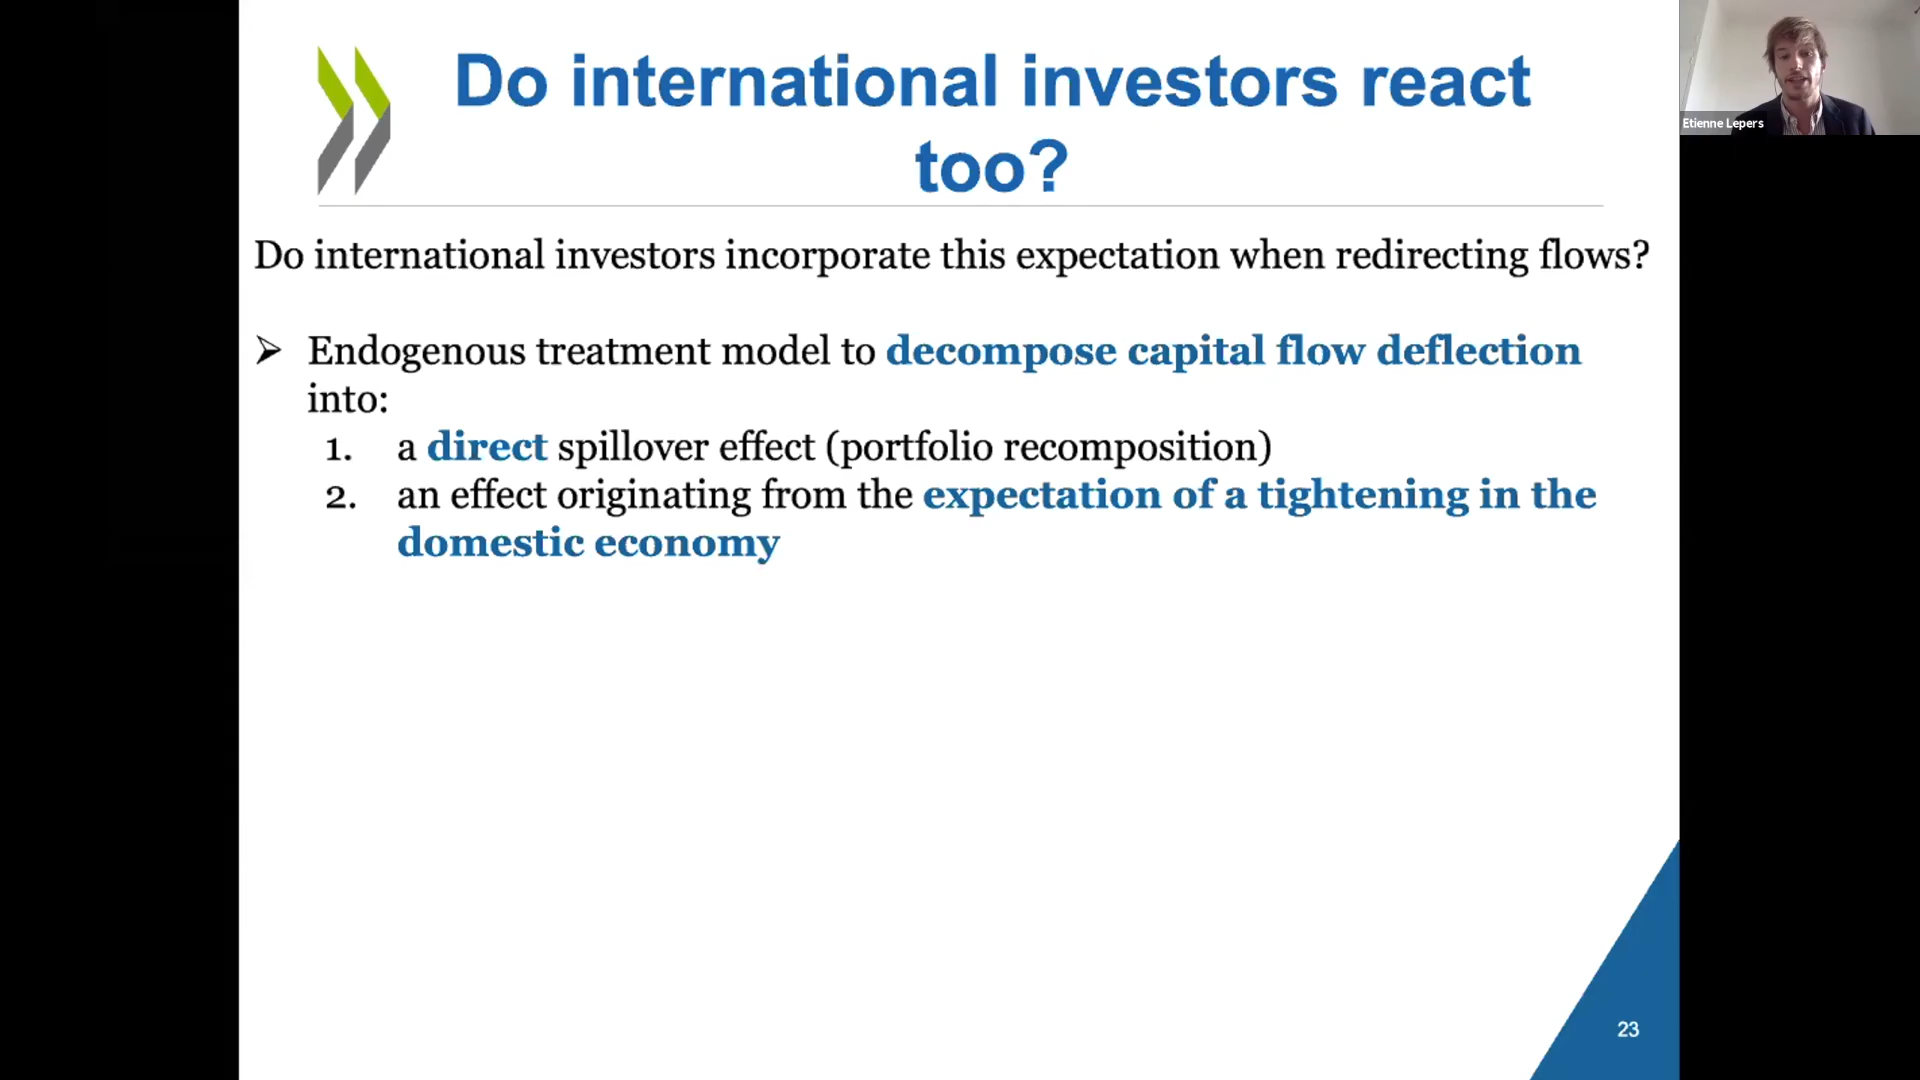 Do international investors react
too?
Etienne Lepers
Do international investors incorporate this expectation when redirecting flows?
➢ Endogenous treatment model to decompose capital flow deflection
into:
1. a direct spillover effect (portfolio recomposition)
2. an effect originating from the expectation of a tightening in the
domestic economy
23